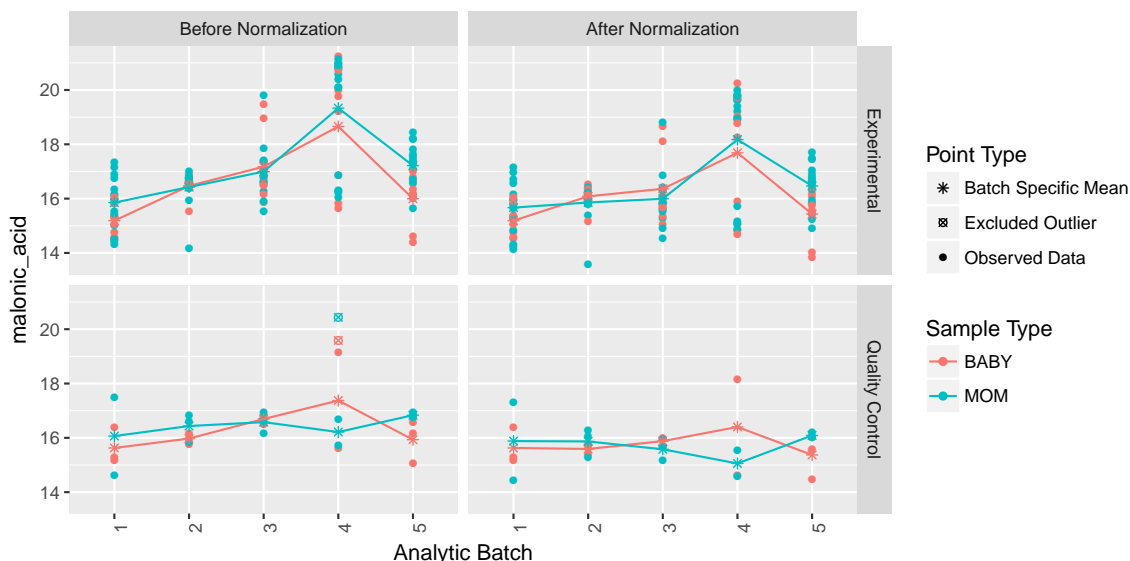 Before Normalization
After Normalization
20
18
16
14
Experimental
20
18
16
14
Quality Control
malonic_acid
1
2
3
4
5
1
2
3
4
5
Analytic Batch
Point Type
Batch Specific Mean
Excluded Outlier
Observed Data
Sample Type
BABY
MOM